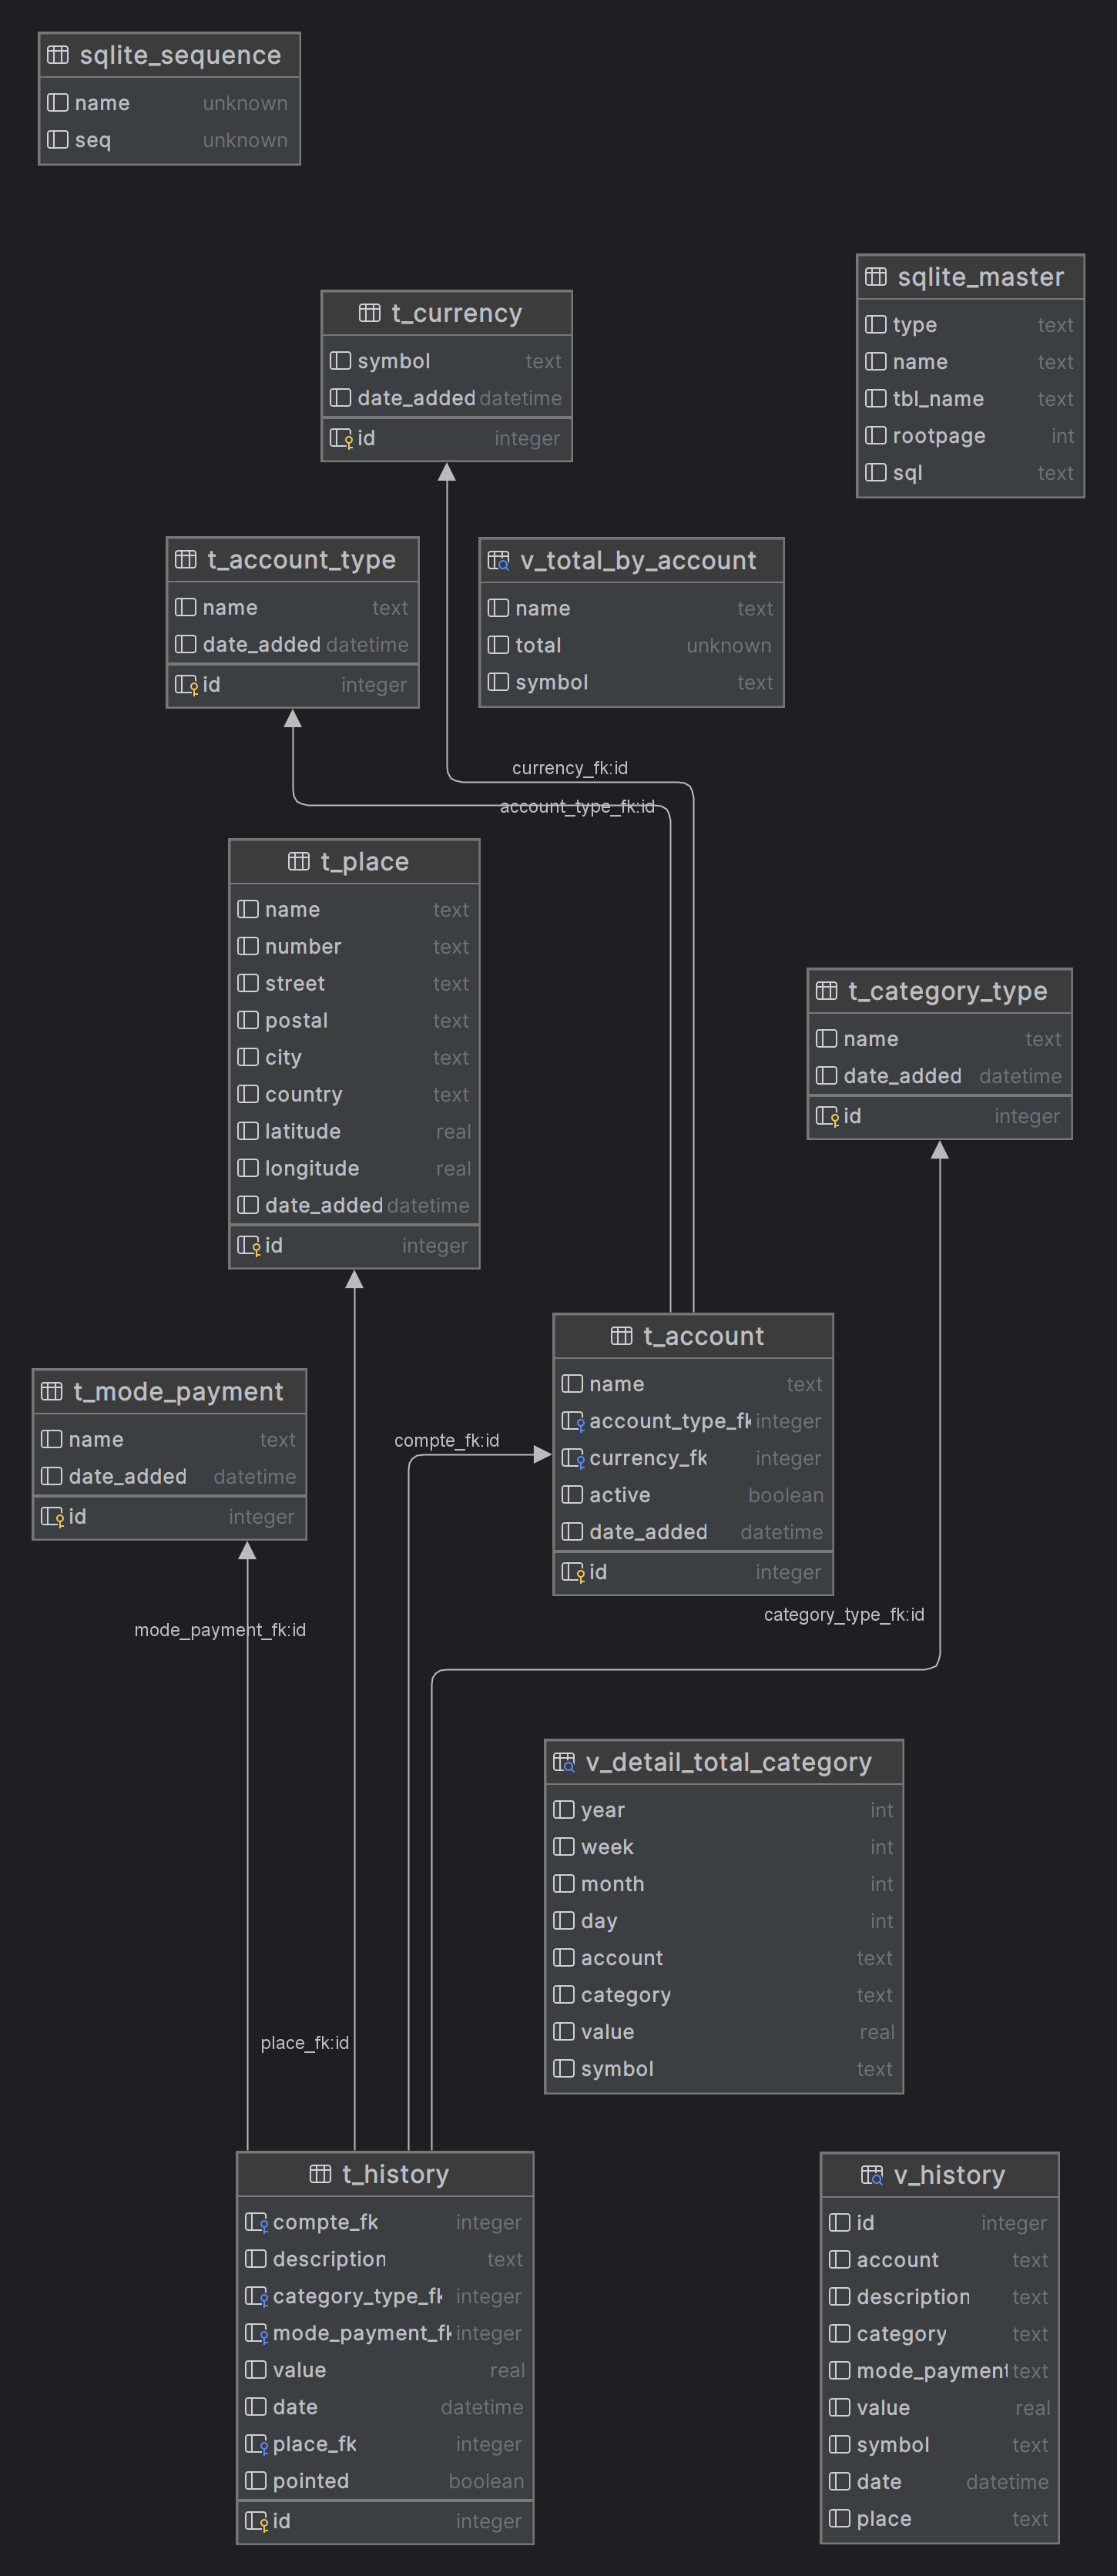 sqlite_sequence
name unknown
seq unknown
sqlite_master
type text
name text
tbl_name text
rootpage int
sql text
t_currency
symbol text
date_added datetime
id integer
t_account_type
name text
date_added datetime
id integer
v_total_by_account
name text
total unknown
symbol text
currency_fk:id
account_type_fk:id
t_place
name text
number text
street text
postal text
city text
country text
latitude real
longitude real
date_added datetime
id integer
t_category_type
name text
date_added datetime
id integer
t_account
name text
account_type_fk integer
currency_fk integer
active boolean
date_added datetime
id integer
t_mode_payment
name text
date_added datetime
id integer
compte_fk:id
category_type_fk:id
mode_payment_fk:id
v_detail_total_category
year int
week int
month int
day int
account text
category text
value real
symbol text
place_fk:id
t_history
compte_fk integer
description text
category_type_fk integer
mode_payment_fk integer
value real
date datetime
place_fk integer
pointed boolean
id integer
v_history
id integer
account text
description text
category text
mode_payment text
value real
symbol text
date datetime
place text